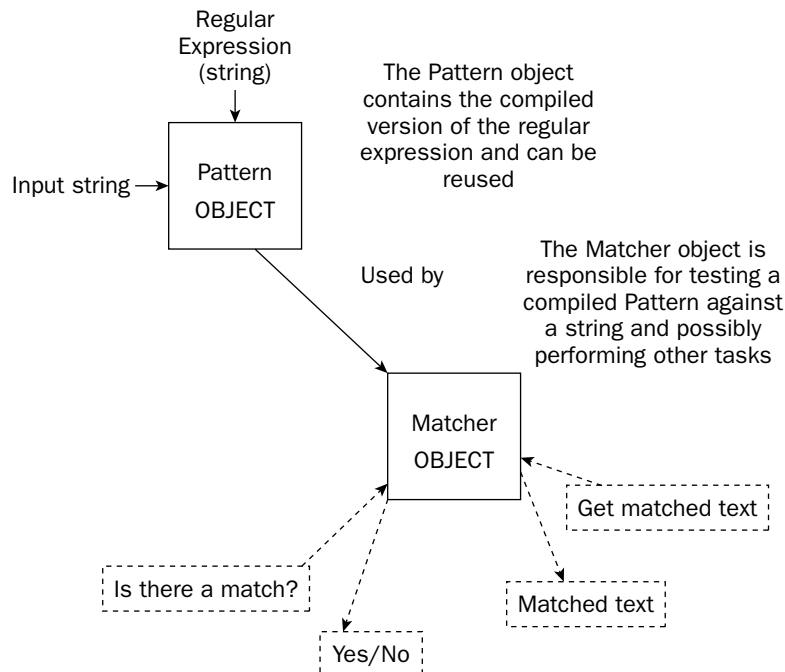 Regular
Expression
(string)
The Pattern object
contains the compiled
version of the regular
expression and can be
reused
Input string
Pattern
OBJECT
Used by
The Matcher object is
responsible for testing a
compiled Pattern against
a string and possibly
performing other tasks
Matcher
OBJECT
Get matched text
Is there a match?
Matched text
Yes/No